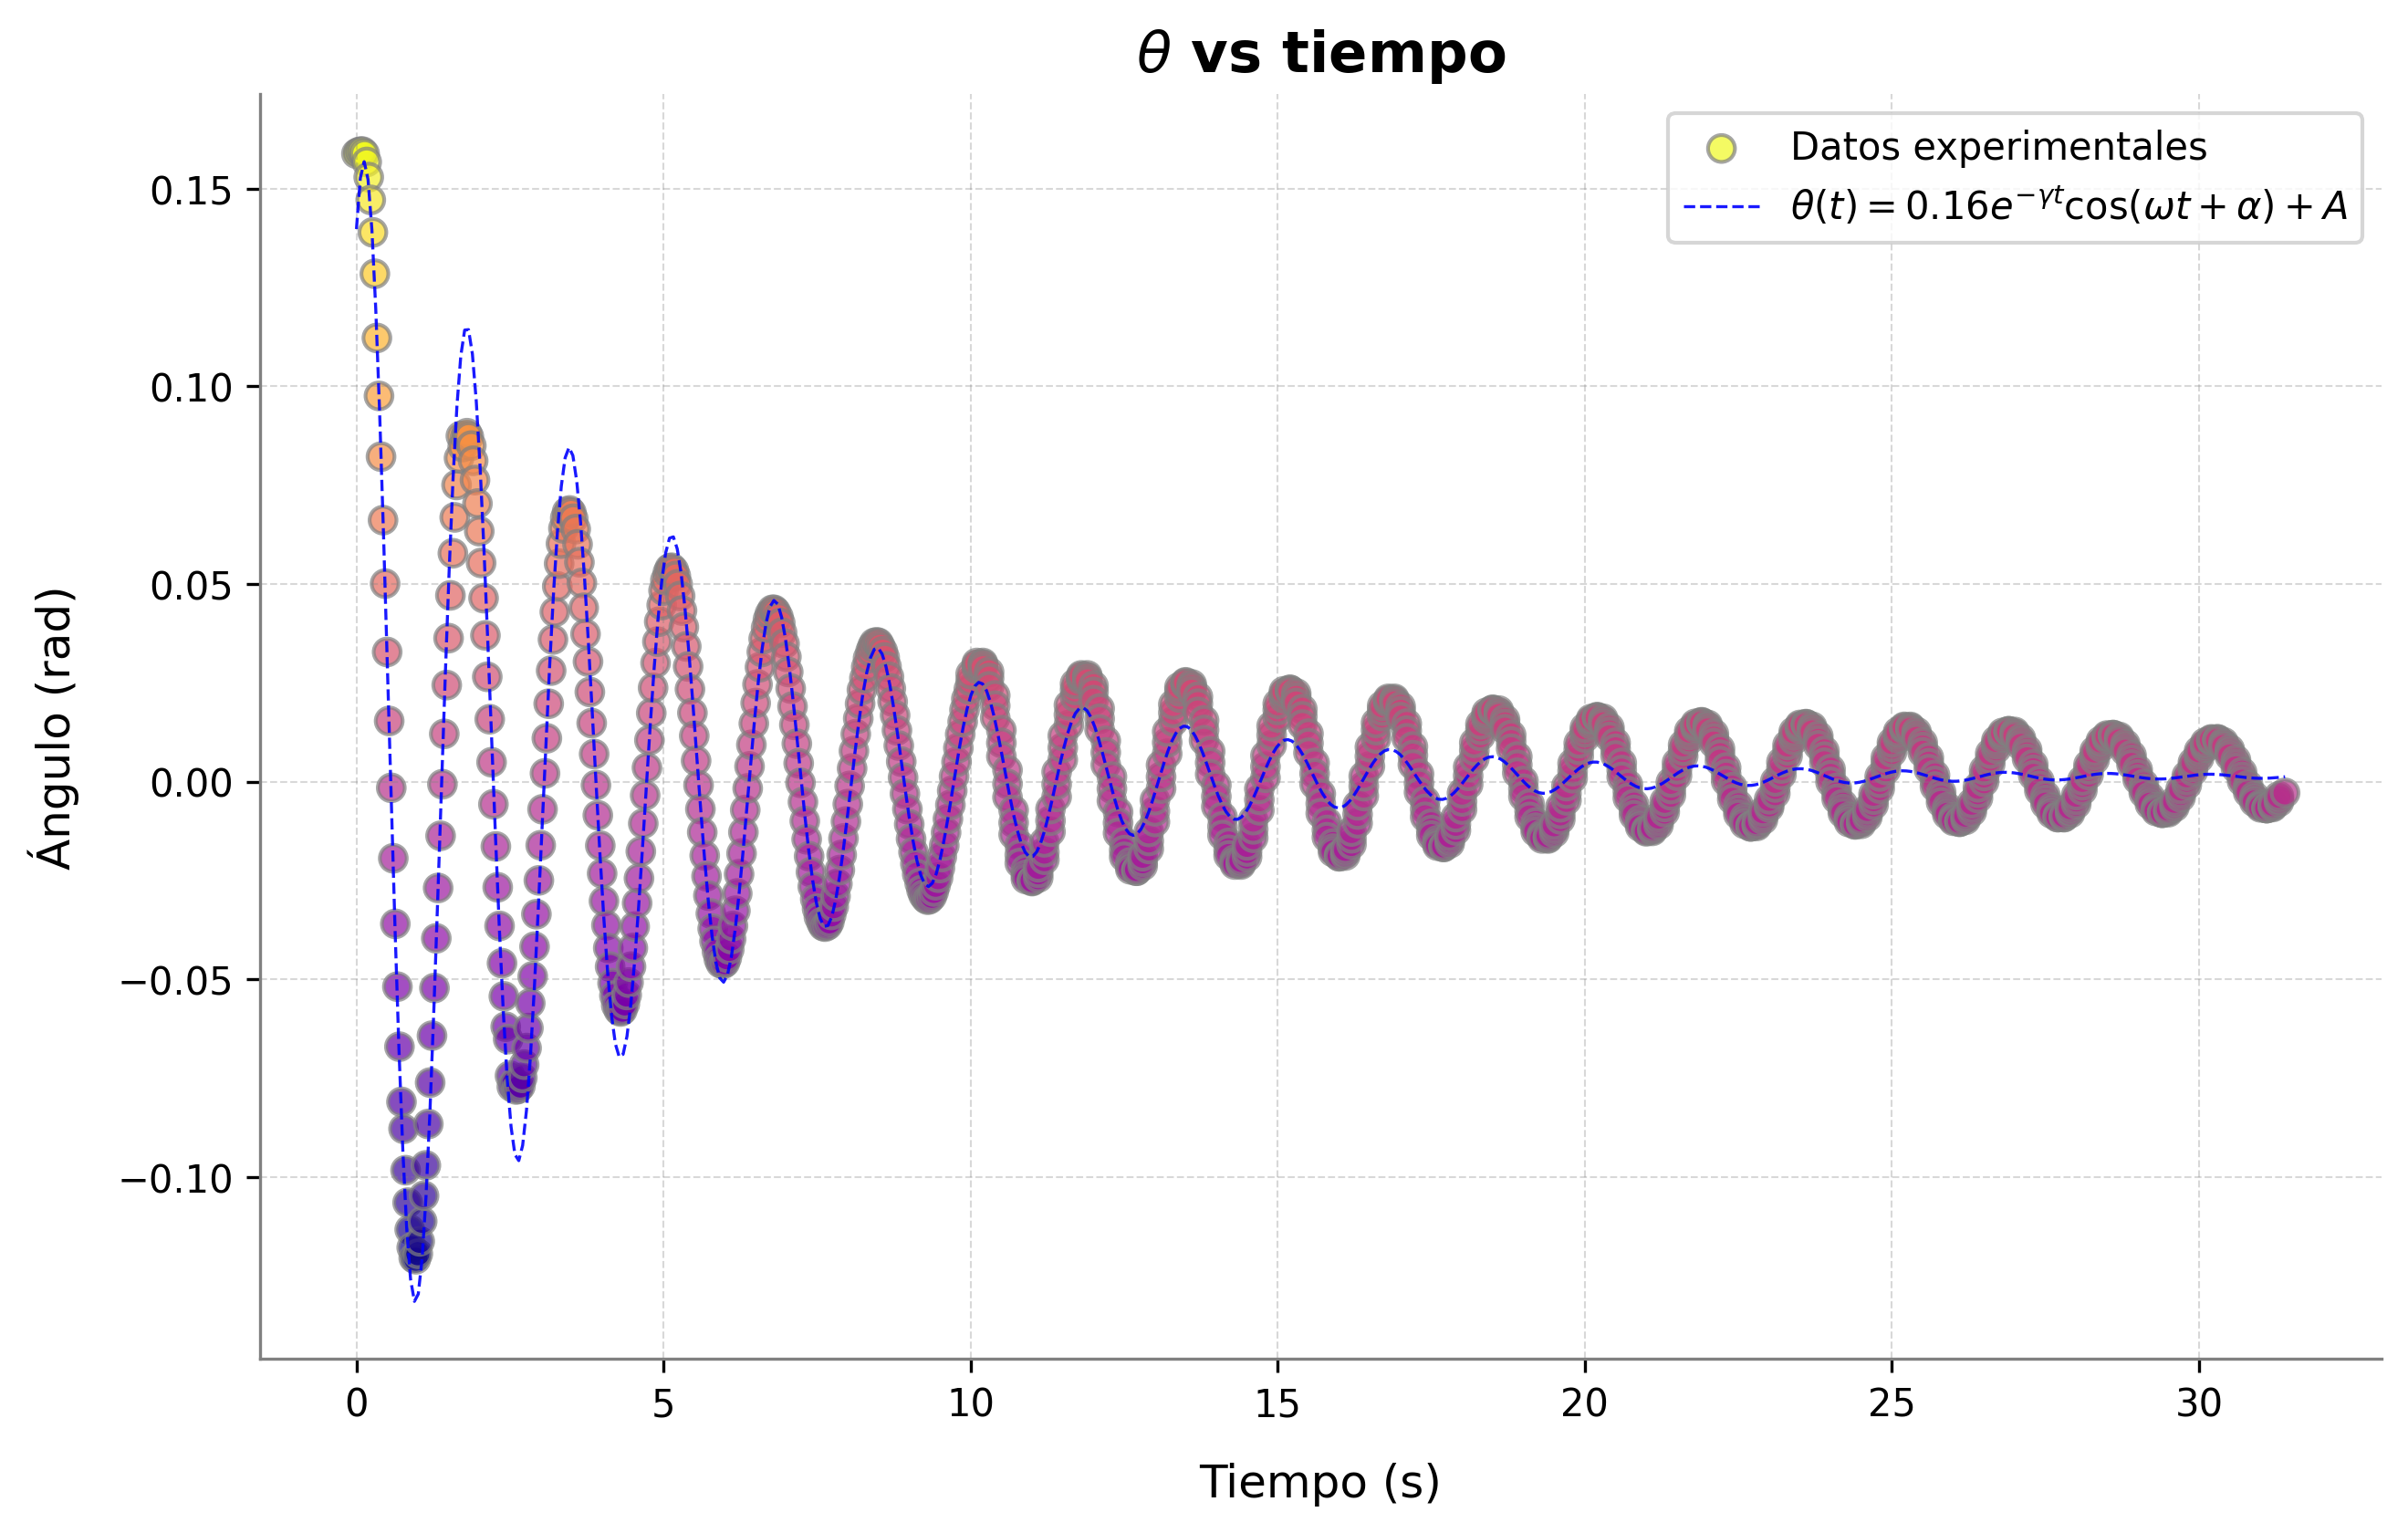 θ vs tiempo
Datos experimentales
θ(t) = 0.16e^{−γt}cos(ωt + α) + A
Ángulo (rad)
0.15
0.10
0.05
0.00
−0.05
−0.10
0 5 10 15 20 25 30
Tiempo (s)